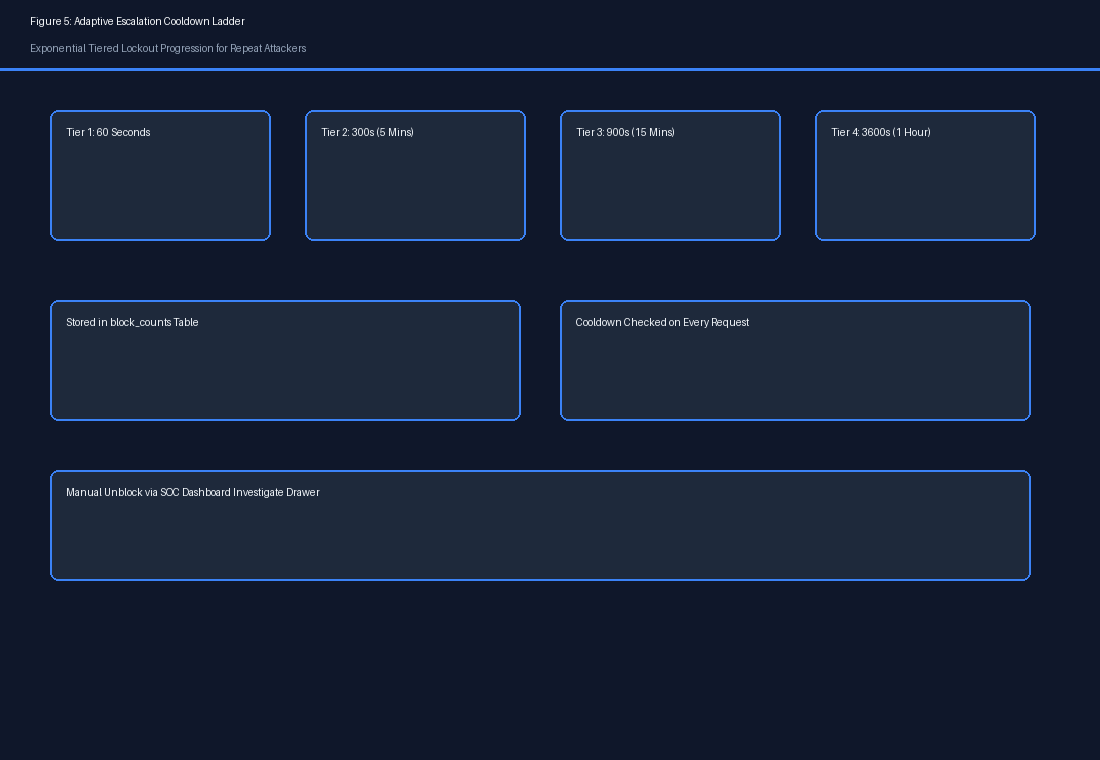 Figure 5: Adaptive Escalation Cooldown Ladder
Exponential Tiered Lockout Progression for Repeat Attackers
Tier 1: 60 Seconds
Tier 2: 300s (5 Mins)
Tier 3: 900s (15 Mins)
Tier 4: 3600s (1 Hour)
Stored in block_counts Table
Cooldown Checked on Every Request
Manual Unblock via SOC Dashboard Investigate Drawer